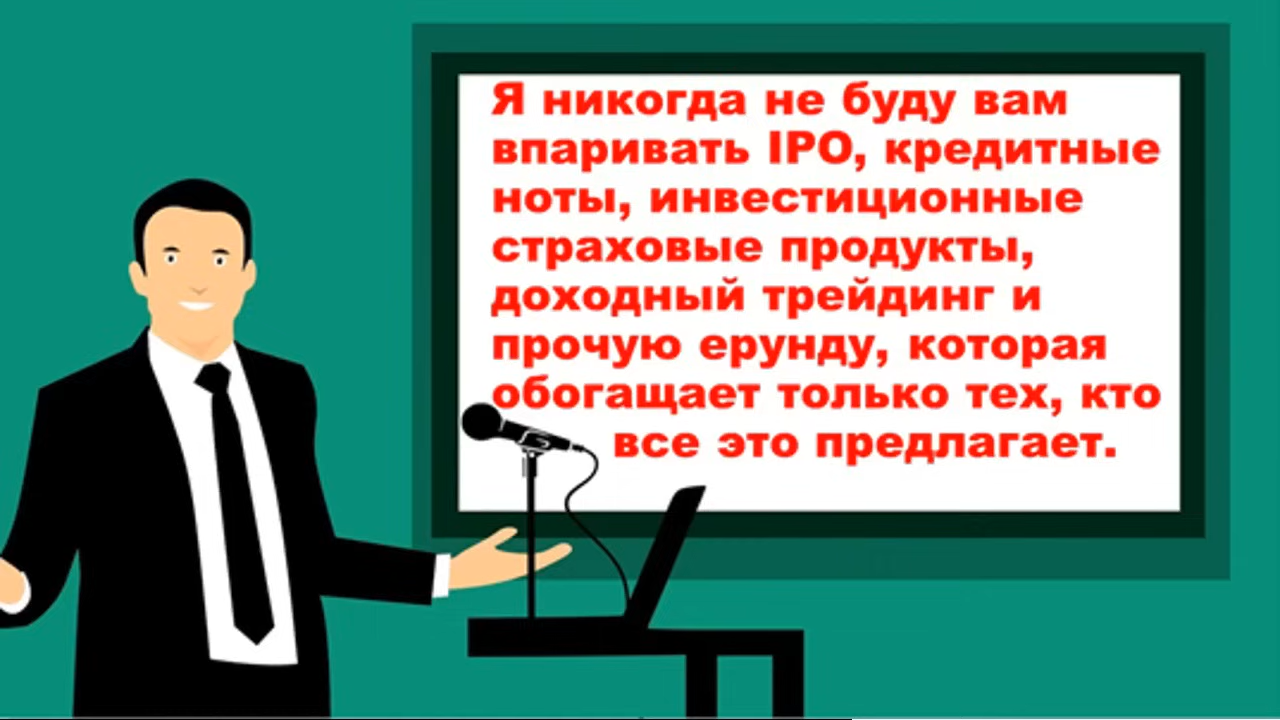 Я никогда не буду вам
впаривать IPO, кредитные
ноты, инвестиционные
страховые продукты,
доходный трейдинг и
прочую ерунду, которая
обогащает только тех, кто
все это предлагает.